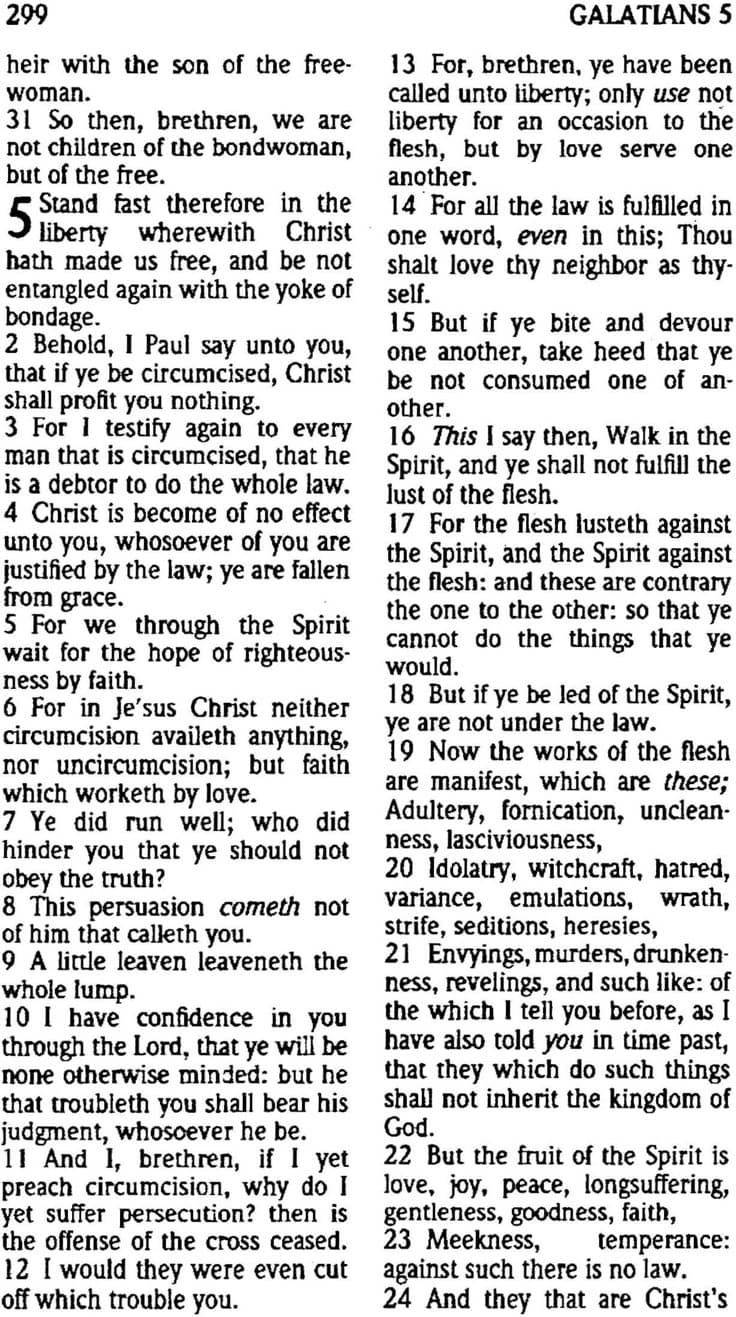 299
GALATIANS 5
heir with the son of the free-
woman.
31 So then, brethren, we are
not children of the bondwoman,
but of the free.
5 Stand fast therefore in the
liberty wherewith Christ
hath made us free, and be not
entangled again with the yoke of
bondage.
2 Behold, I Paul say unto you,
that if ye be circumcised, Christ
shall profit you nothing.
3 For I testify again to every
man that is circumcised, that he
is a debtor to do the whole law.
4 Christ is become of no effect
unto you, whosoever of you are
justified by the law; ye are fallen
from grace.
5 For we through the Spirit
wait for the hope of righteous-
ness by faith.
6 For in Je'sus Christ neither
circumcision availeth anything,
nor uncircumcision; but faith
which worketh by love.
7 Ye did run well; who did
hinder you that ye should not
obey the truth?
8 This persuasion cometh not
of him that calleth you.
9 A little leaven leaveneth the
whole lump.
10 I have confidence in you
through the Lord, that ye will be
none otherwise minded: but he
that troubleth you shall bear his
judgment, whosoever he be.
11 And I, brethren, if I yet
preach circumcision, why do I
yet suffer persecution? then is
the offense of the cross ceased.
12 I would they were even cut
off which trouble you.
13 For, brethren, ye have been
called unto liberty; only use not
liberty for an occasion to the
flesh, but by love serve one
another.
14 For all the law is fulfilled in
one word, even in this; Thou
shalt love thy neighbor as thy-
self.
15 But if ye bite and devour
one another, take heed that ye
be not consumed one of an-
other.
16 This I say then, Walk in the
Spirit, and ye shall not fulfill the
lust of the flesh.
17 For the flesh lusteth against
the Spirit, and the Spirit against
the flesh: and these are contrary
the one to the other: so that ye
cannot do the things that ye
would.
18 But if ye be led of the Spirit,
ye are not under the law.
19 Now the works of the flesh
are manifest, which are these;
Adultery, fornication, unclean-
ness, lasciviousness,
20 Idolatry, witchcraft, hatred,
variance, emulations, wrath,
strife, seditions, heresies,
21 Envyings, murders, drunken-
ness, revelings, and such like: of
the which I tell you before, as I
have also told you in time past,
that they which do such things
shall not inherit the kingdom of
God.
22 But the fruit of the Spirit is
love, joy, peace, longsuffering,
gentleness, goodness, faith,
23 Meekness, temperance:
against such there is no law.
24 And they that are Christ's